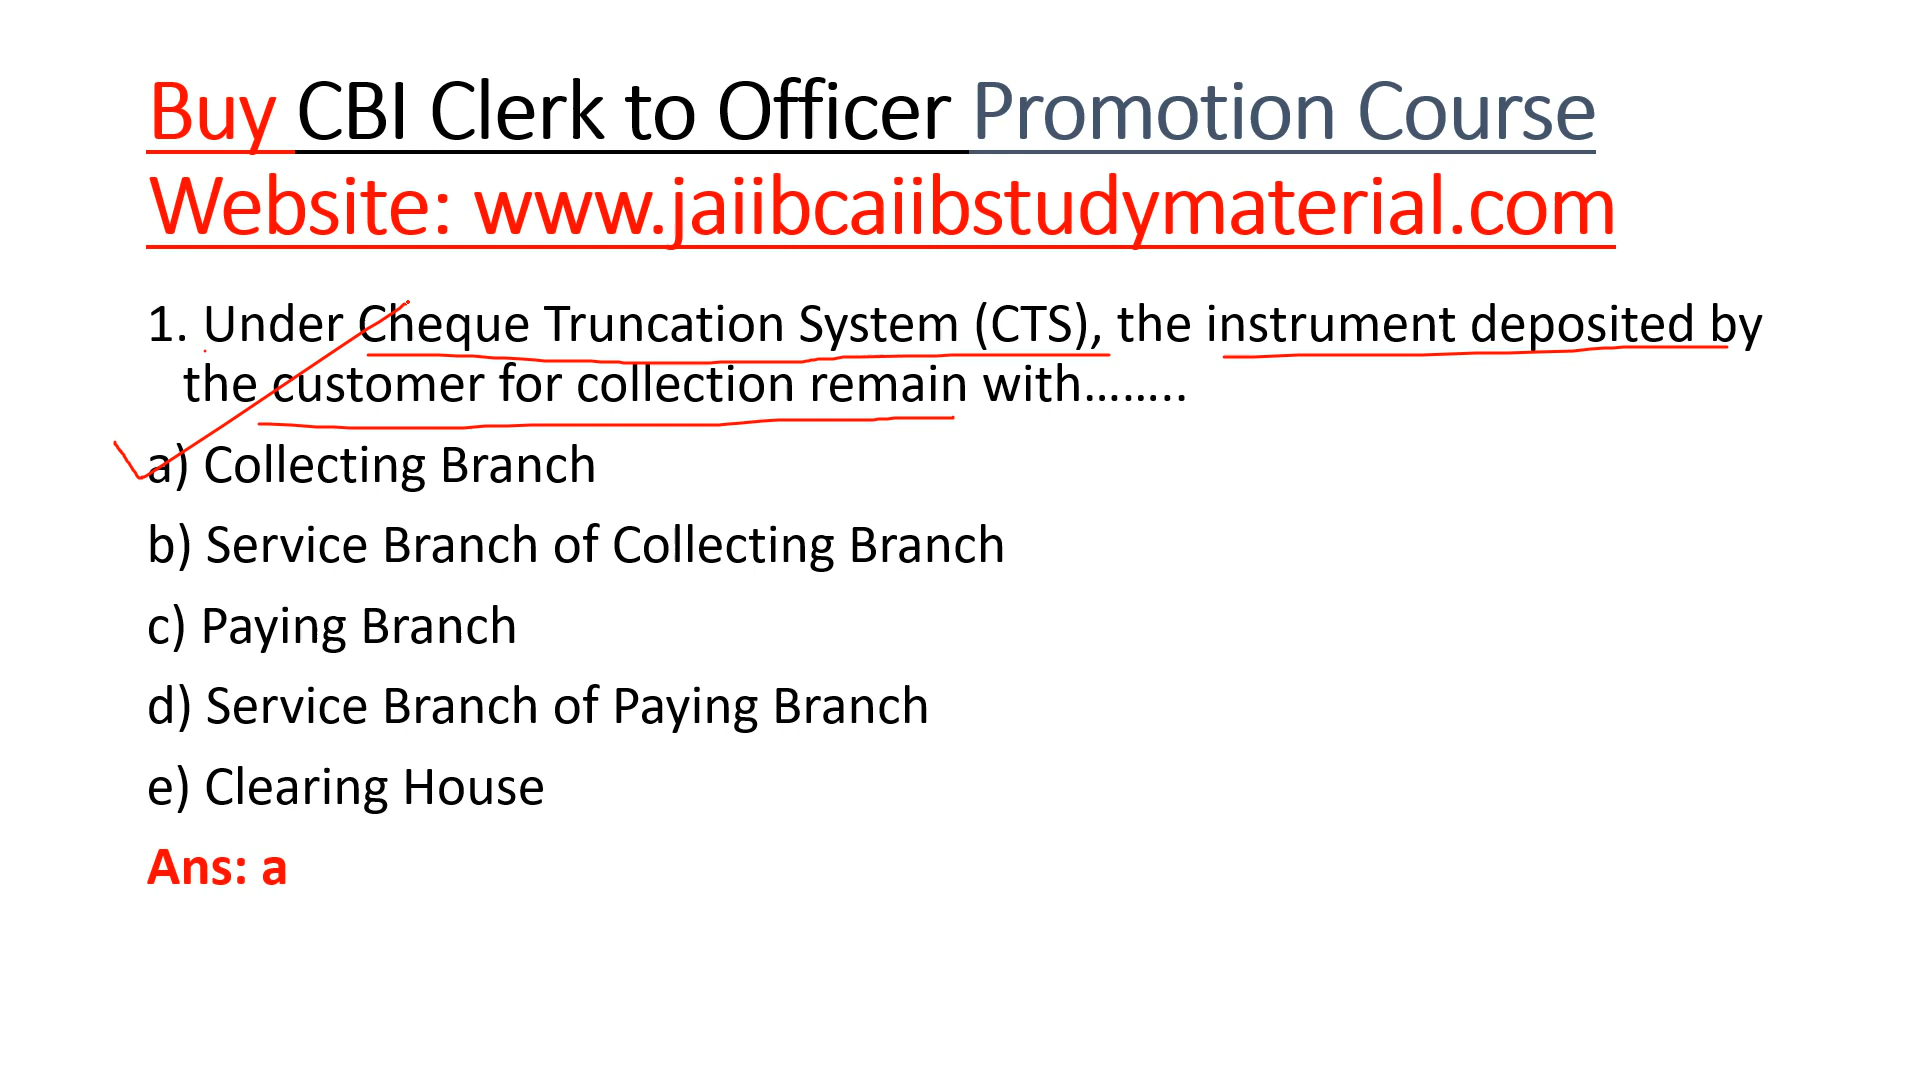 Buy CBI Clerk to Officer Promotion Course
Website: www.jaiibcaiibstudymaterial.com
1. Under Cheque Truncation System (CTS), the instrument deposited by
the customer for collection remain with……..
a) Collecting Branch
b) Service Branch of Collecting Branch
c) Paying Branch
d) Service Branch of Paying Branch
e) Clearing House
Ans: a